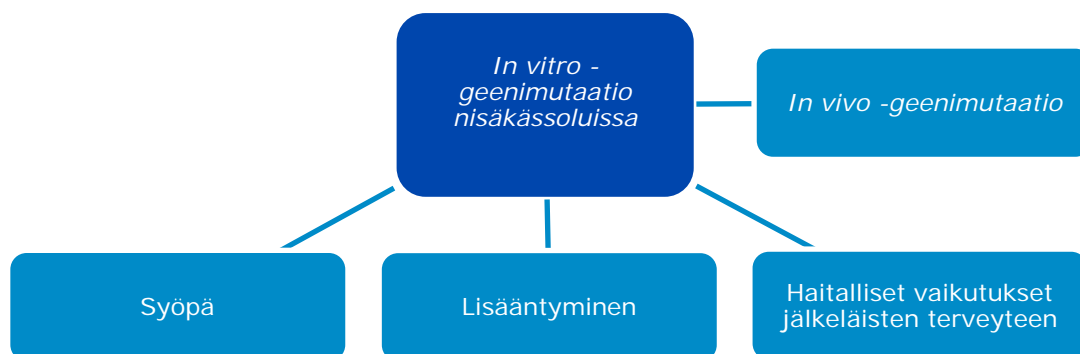 In vitro -
geenimutaatio
nisäkässoluissa
In vivo -geenimutaatio
Syöpä
Lisääntyminen
Haitalliset vaikutukset
jälkeläisten terveyteen